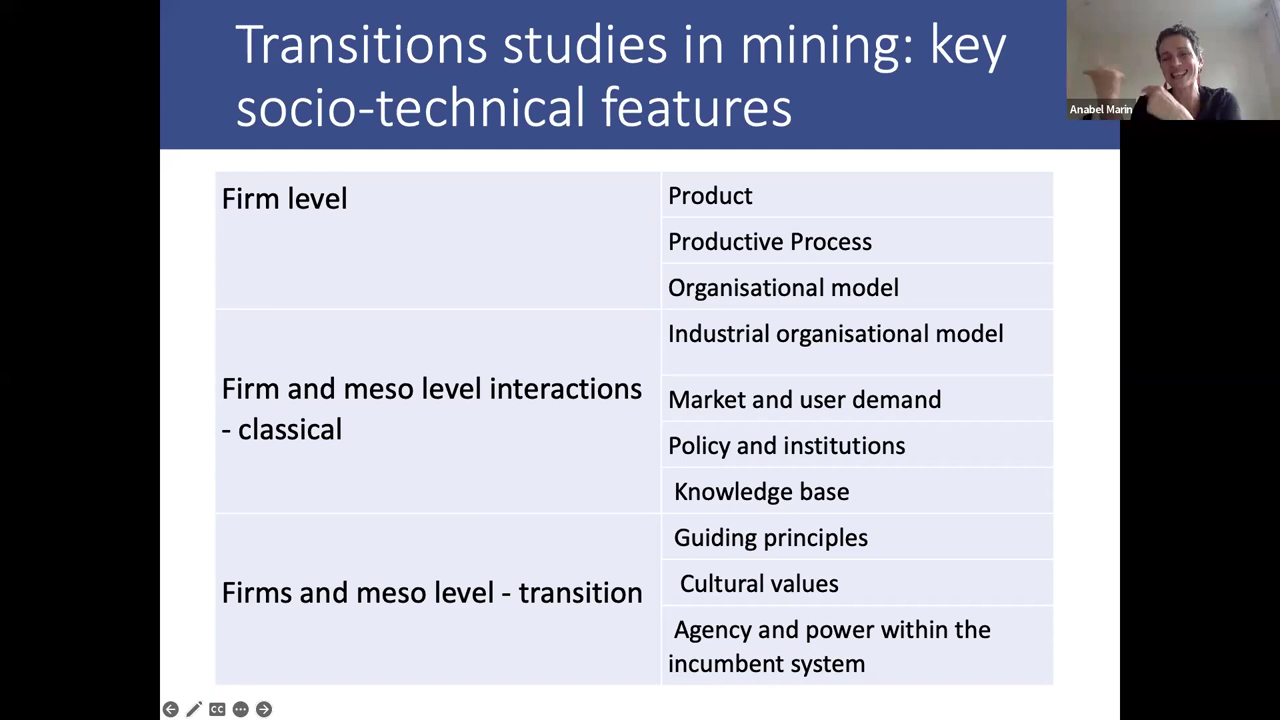 Transitions studies in mining: key
socio-technical features
Anabel Marin
Firm level
Product
Productive Process
Organisational model
Firm and meso level interactions
- classical
Industrial organisational model
Market and user demand
Policy and institutions
Knowledge base
Firms and meso level - transition
Guiding principles
Cultural values
Agency and power within the
incumbent system
CC